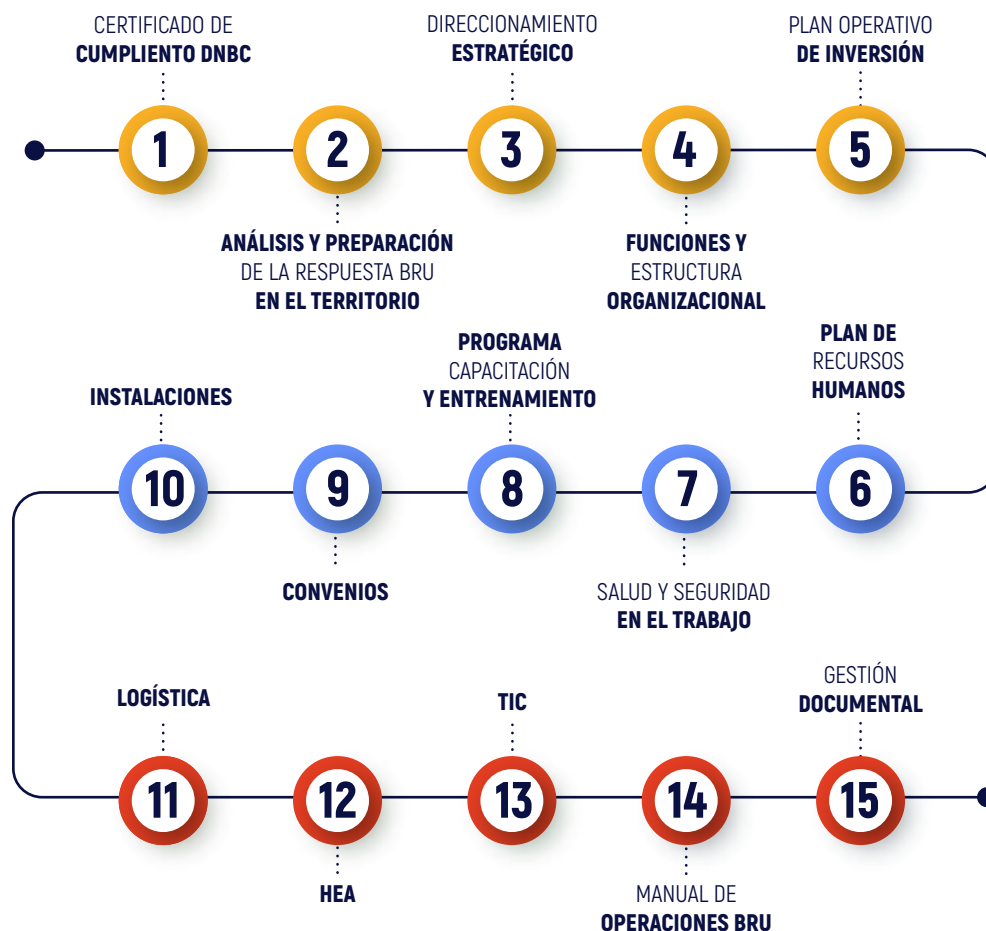 CERTIFICADO DE
CUMPLIENTO DNBC
1
2
ANÁLISIS Y PREPARACIÓN
DE LA RESPUESTA BRU
EN EL TERRITORIO
DIRECCIONAMIENTO
ESTRATÉGICO
3
4
FUNCIONES Y
ESTRUCTURA
ORGANIZACIONAL
PLAN OPERATIVO
DE INVERSIÓN
5
PLAN DE
RECURSOS
HUMANOS
6
7
SALUD Y SEGURIDAD
EN EL TRABAJO
PROGRAMA
CAPACITACIÓN
Y ENTRENAMIENTO
8
9
CONVENIOS
INSTALACIONES
10
LOGÍSTICA
11
12
HEA
TIC
13
14
MANUAL DE
OPERACIONES BRU
GESTIÓN
DOCUMENTAL
15